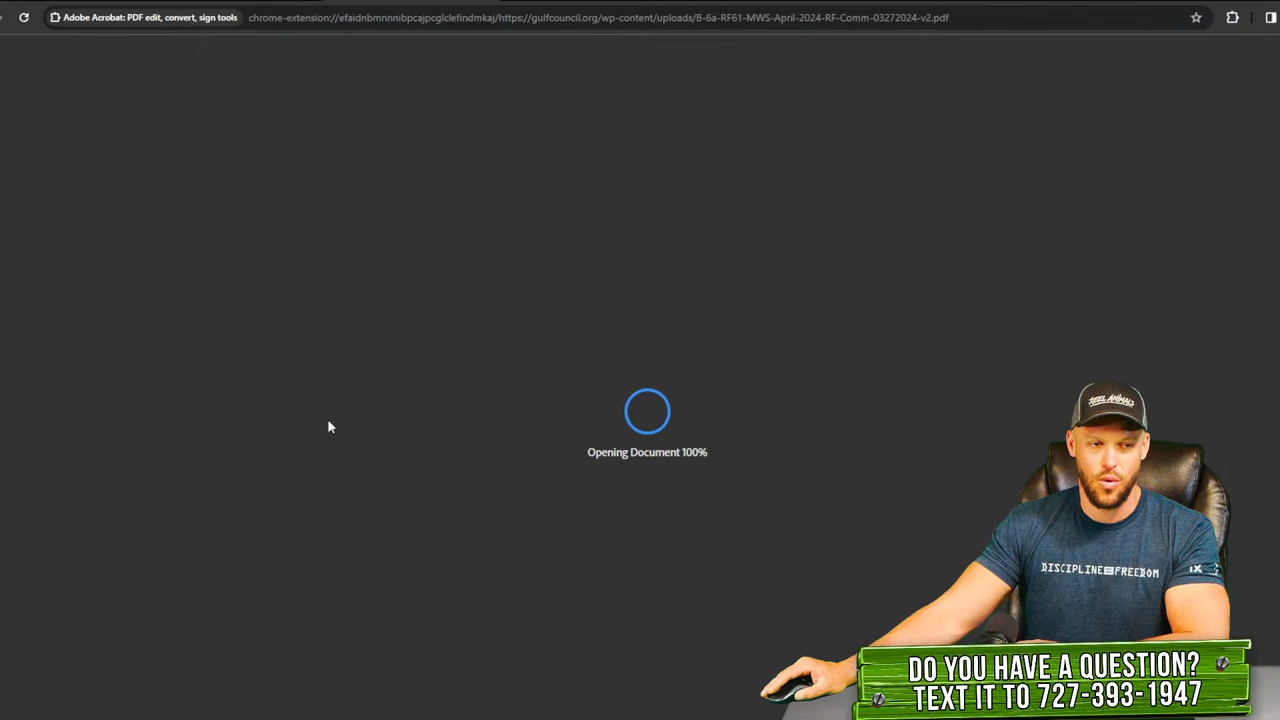 Adobe Acrobat: PDF edit, convert, sign tools
chrome-extension://efaidnbmnnnibpcajpcglclefindmkaj/https://gulfcouncil.org/wp-content/uploads/B-6a-RF61-MWS-April-2024-RF-Comm-03272024-v2.pdf
Opening Document 100%
REEL ANIMALS
DISCIPLINE=FREEDOM
DO YOU HAVE A QUESTION?
TEXT IT TO 727-393-1947